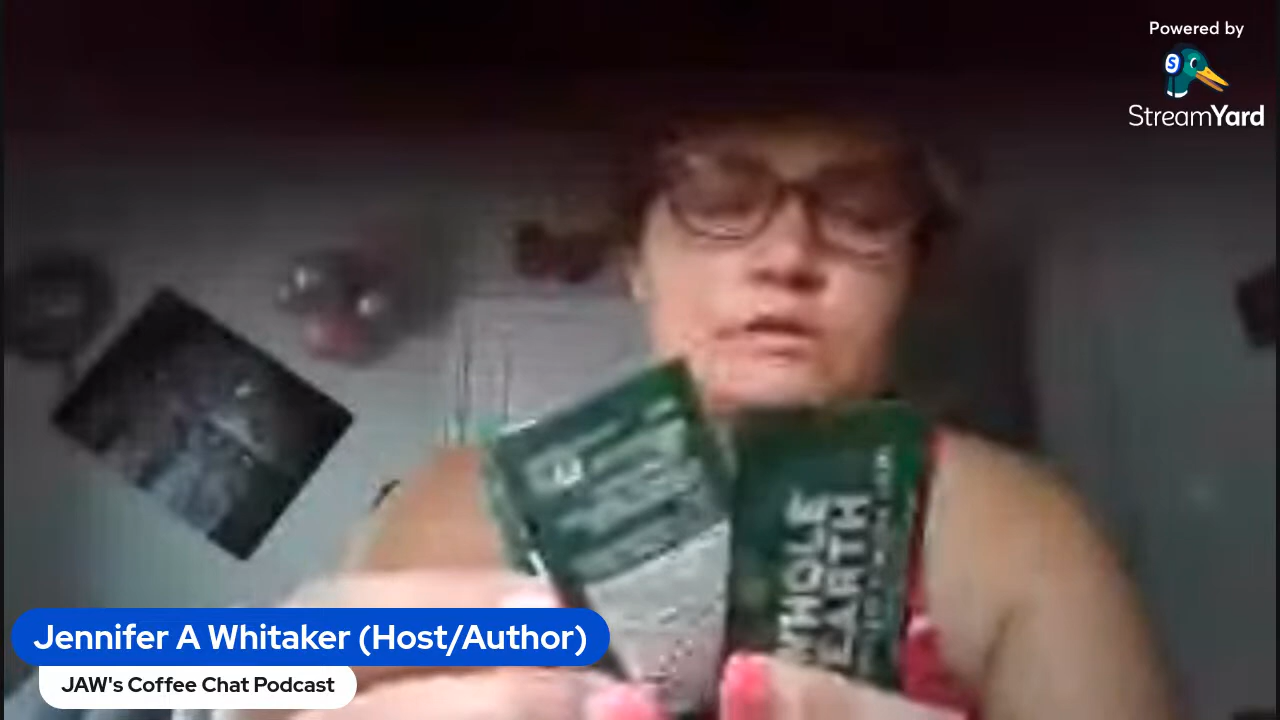 Powered by
S
StreamYard
WHOLE
EARTH
Jennifer A Whitaker (Host/Author)
JAW's Coffee Chat Podcast